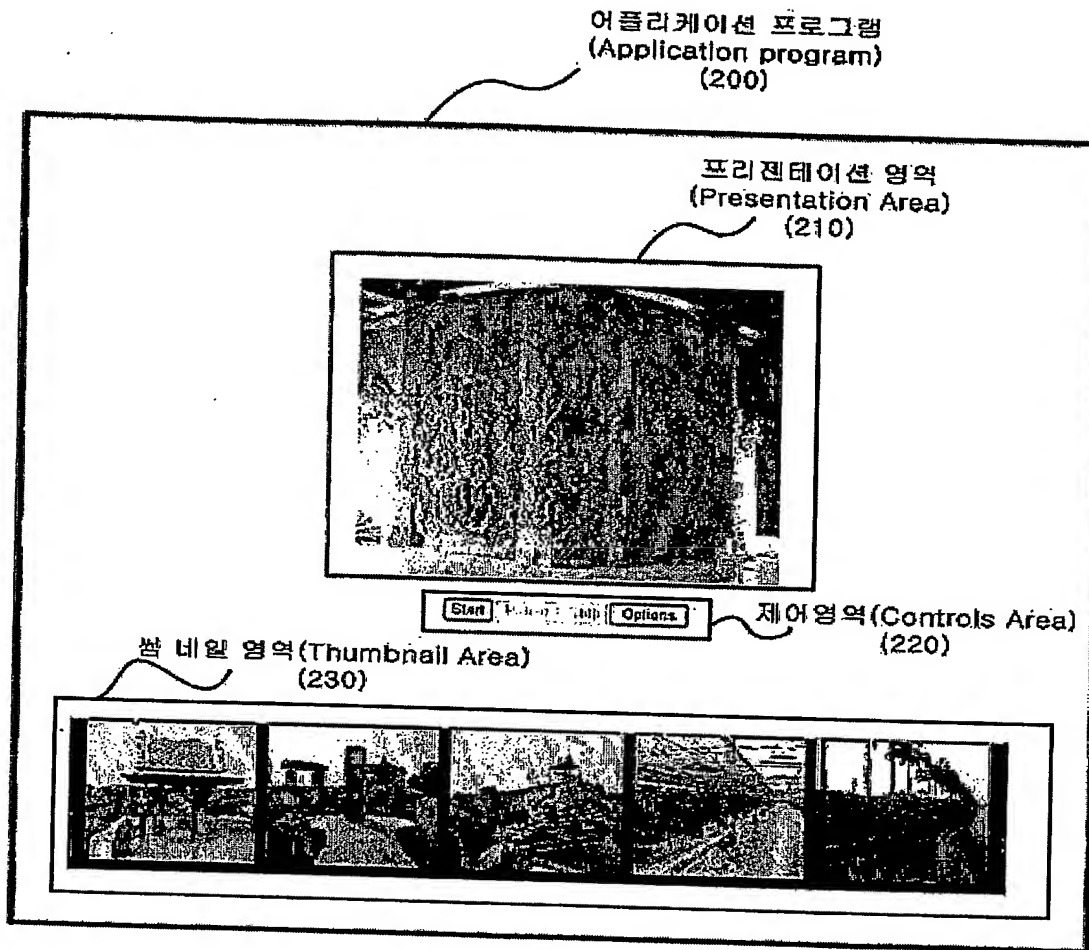 어플리케이션 프로그램
(Application program)
(200)
프리젠테이션 영역
(Presentation Area)
(210)
Start Options
제어영역(Controls Area)
(220)
썸 네일 영역(Thumbnail Area)
(230)